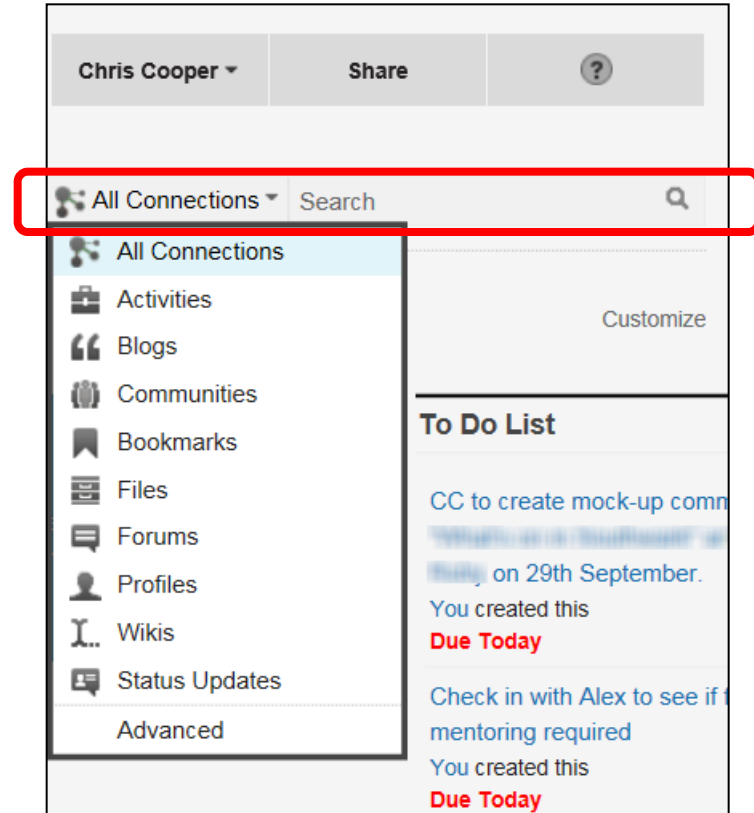 Chris Cooper
Share
?
All Connections
Search
All Connections
Activities
Blogs
Communities
Bookmarks
Files
Forums
Profiles
Wikis
Status Updates
Advanced
Customize
To Do List
CC to create mock-up comm
on 29th September.
You created this
Due Today
Check in with Alex to see if
mentoring required
You created this
Due Today